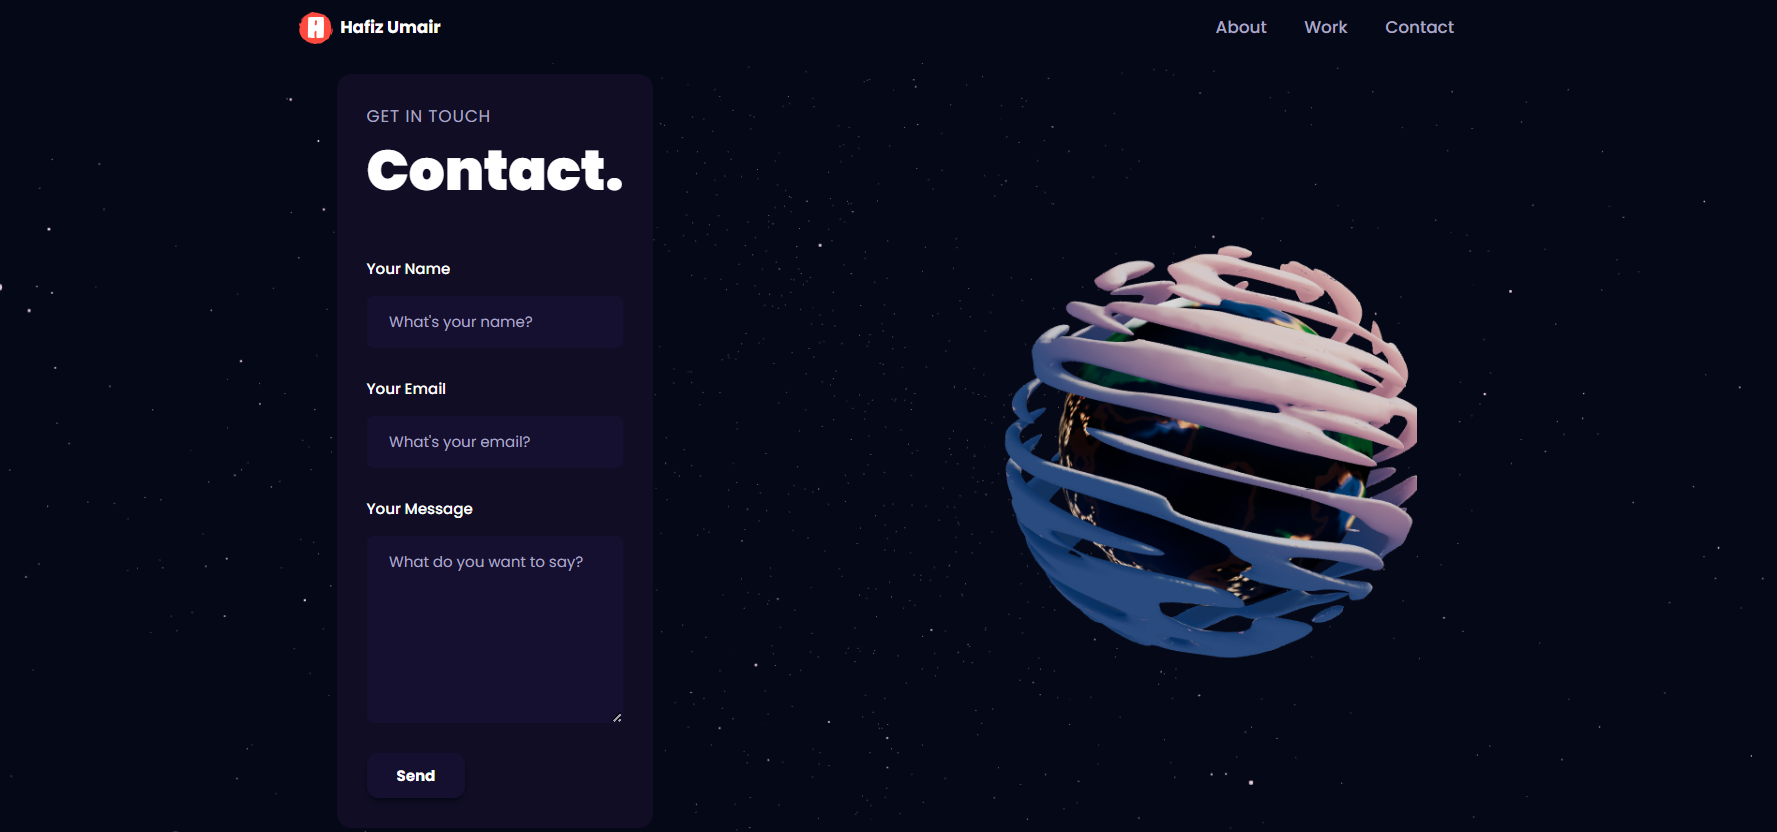 Hafiz Umair
About Work Contact
GET IN TOUCH
Contact.
Your Name
What's your name?
Your Email
What's your email?
Your Message
What do you want to say?
Send